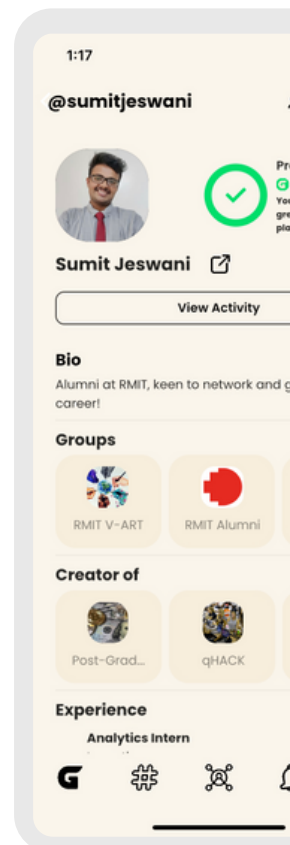 1:17
@sumitjeswani
Sumit Jeswani
View Activity
Bio
Alumni at RMIT, keen to network and g
career!
Groups
RMIT V-ART
RMIT Alumni
Creator of
Post-Grad...
qHACK
Experience
Analytics Intern